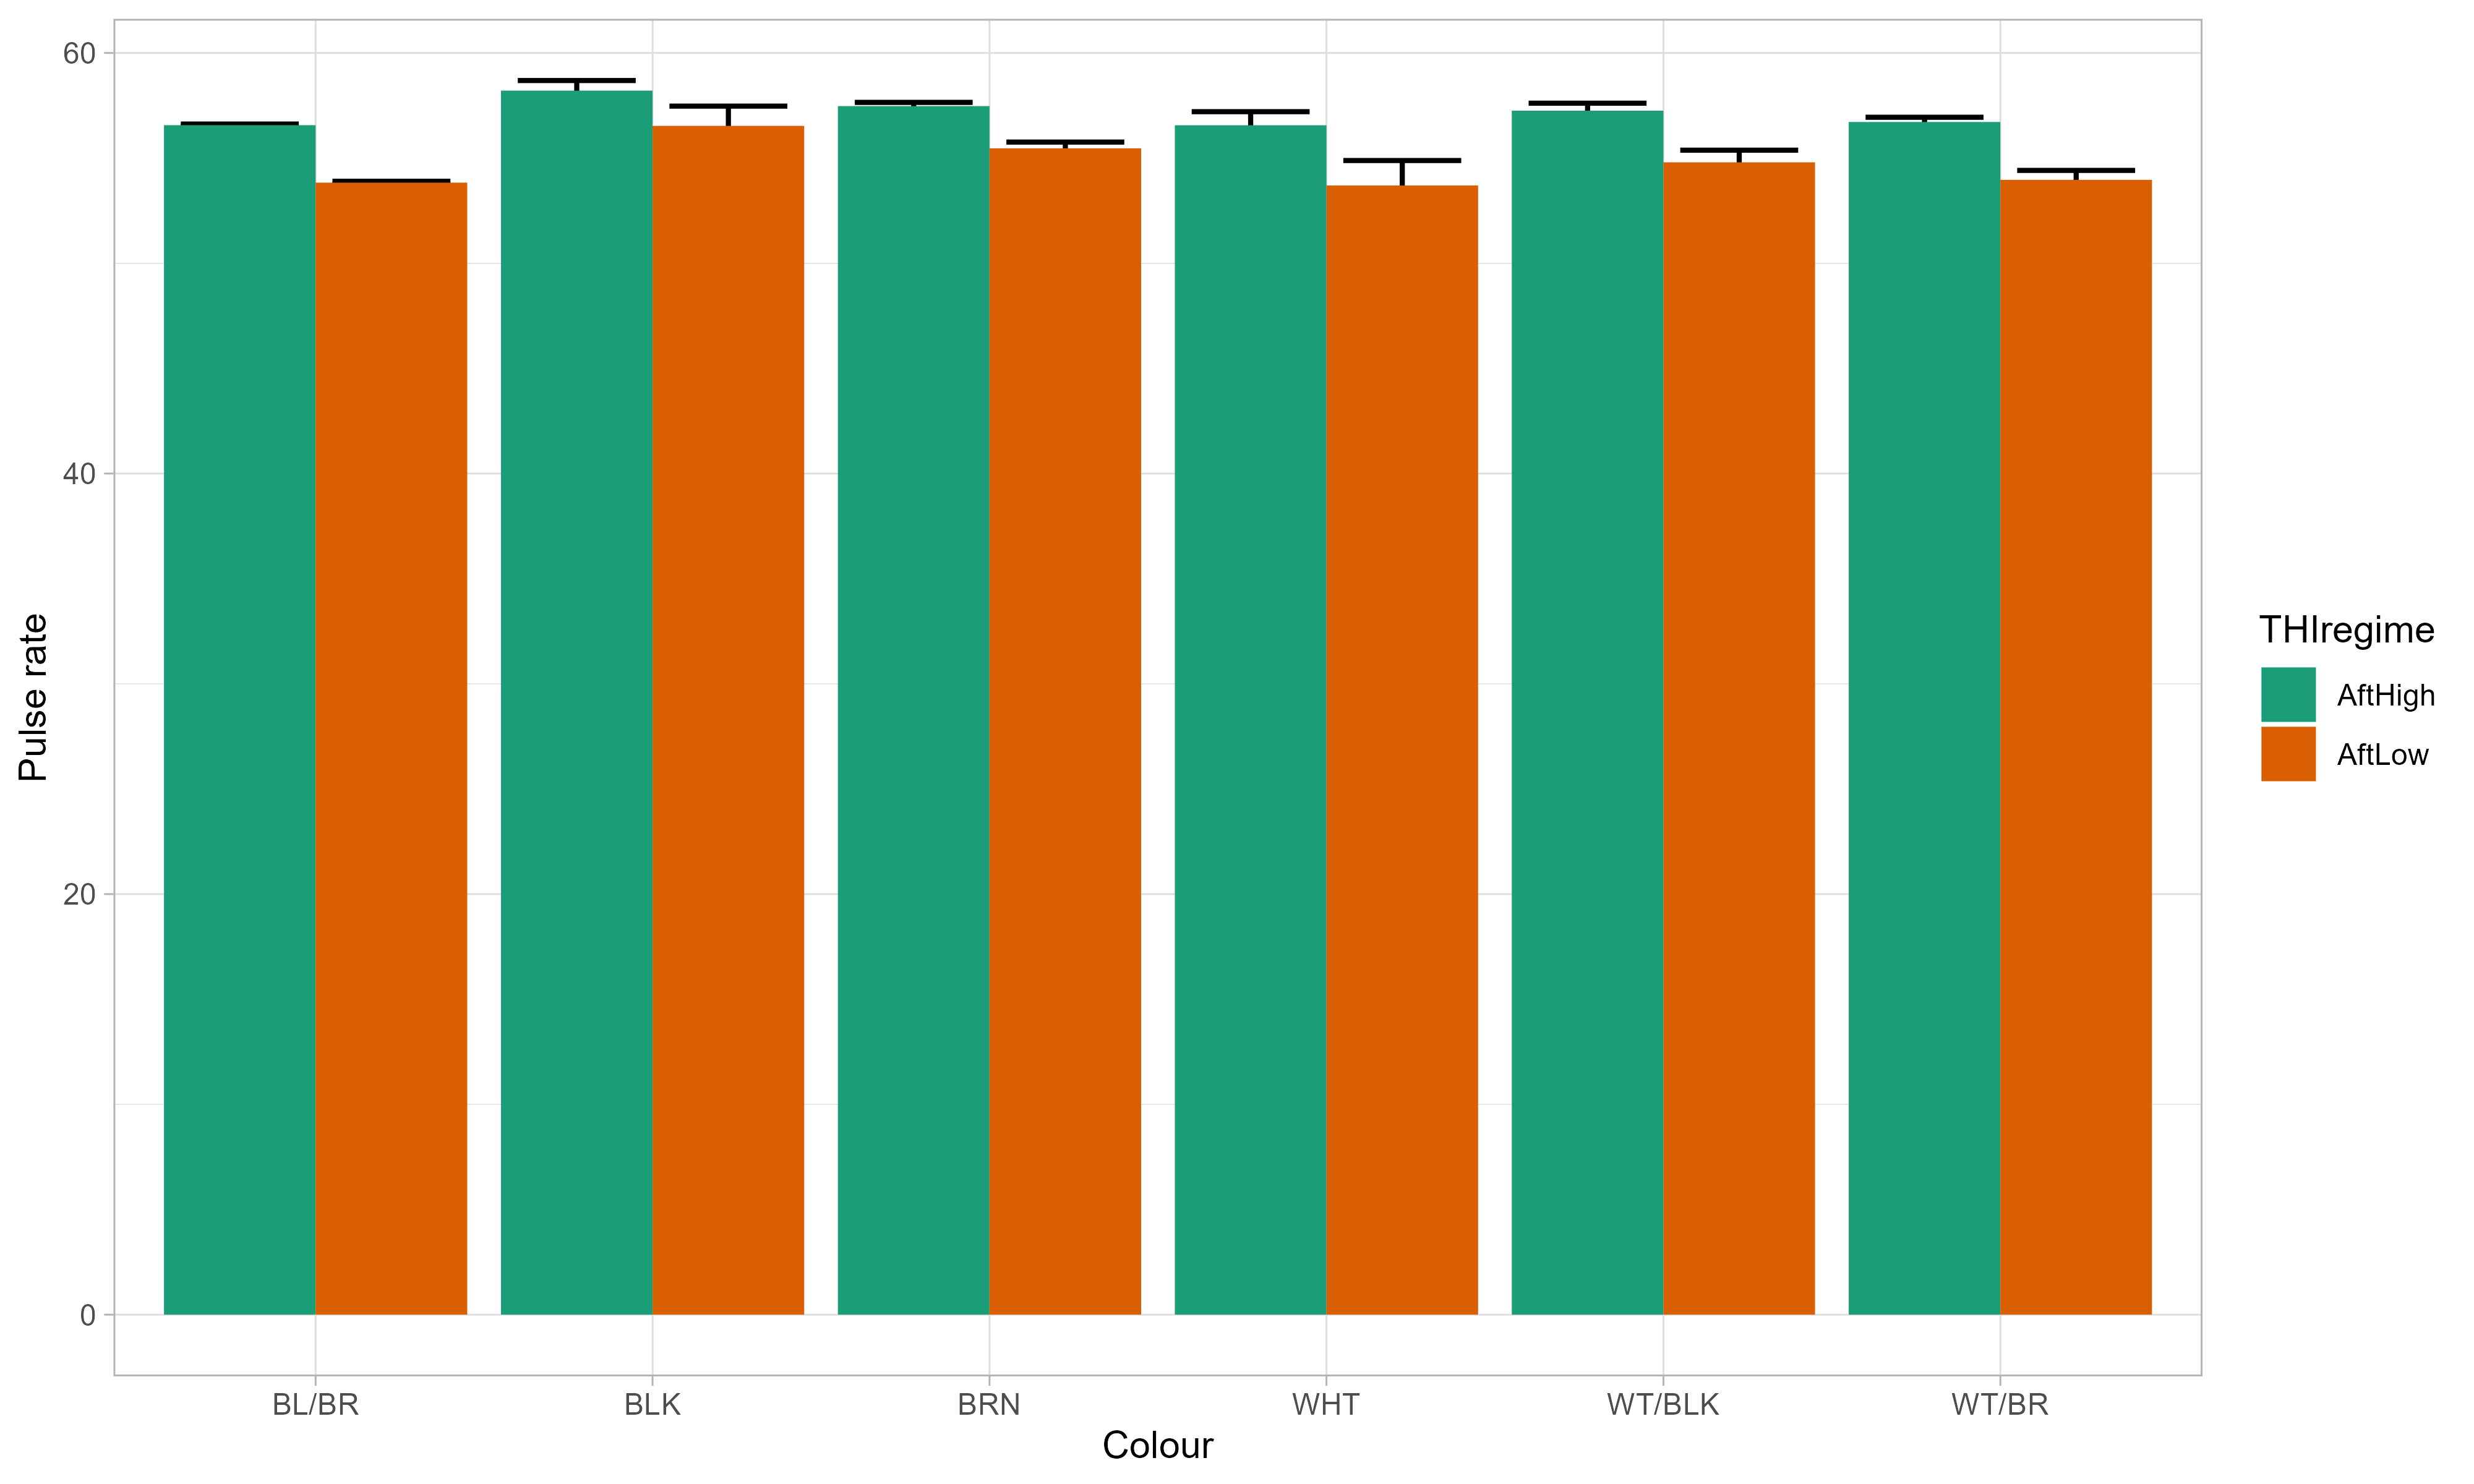 60
40
20
0
Pulse rate
BL/BR BLK BRN WHT WT/BLK WT/BR
Colour
THIregime
AftHigh
AftLow